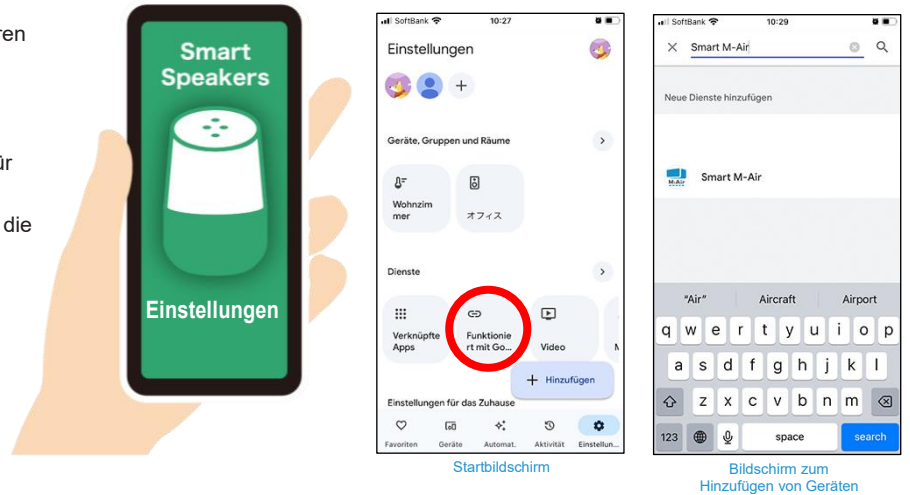 ren
ür
die
Smart
Speakers
Einstellungen
SoftBank 10:27
Einstellungen
+
Geräte, Gruppen und Räume >
Wohnzim
mer
オフィス
Dienste >
Verknüpfte
Apps
Funktionie
rt mit Go...
Video
+ Hinzufügen
Einstellungen für das Zuhause
Favoriten Geräte Automat. Aktivität Einstellun...
Startbildschirm
SoftBank 10:29
Smart M-Air
Neue Dienste hinzufügen
M-Air
Smart M-Air
"Air" Aircraft Airport
q w e r t y u i o p
a s d f g h j k l
z x c v b n m
123 space search
Bildschirm zum
Hinzufügen von Geräten